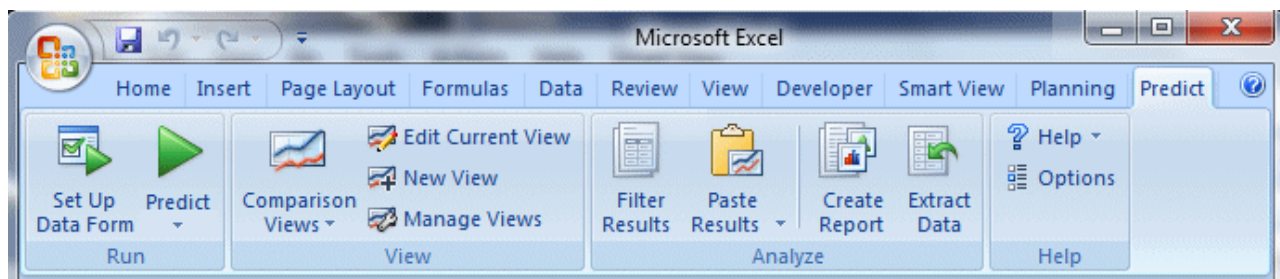 Microsoft Excel
Home Insert Page Layout Formulas Data Review View Developer Smart View Planning Predict
Set Up
Data Form
Predict
Run
Comparison
Views
Edit Current View
New View
Manage Views
View
Filter
Results
Paste
Results
Create
Report
Extract
Data
Analyze
Help
Options
Help